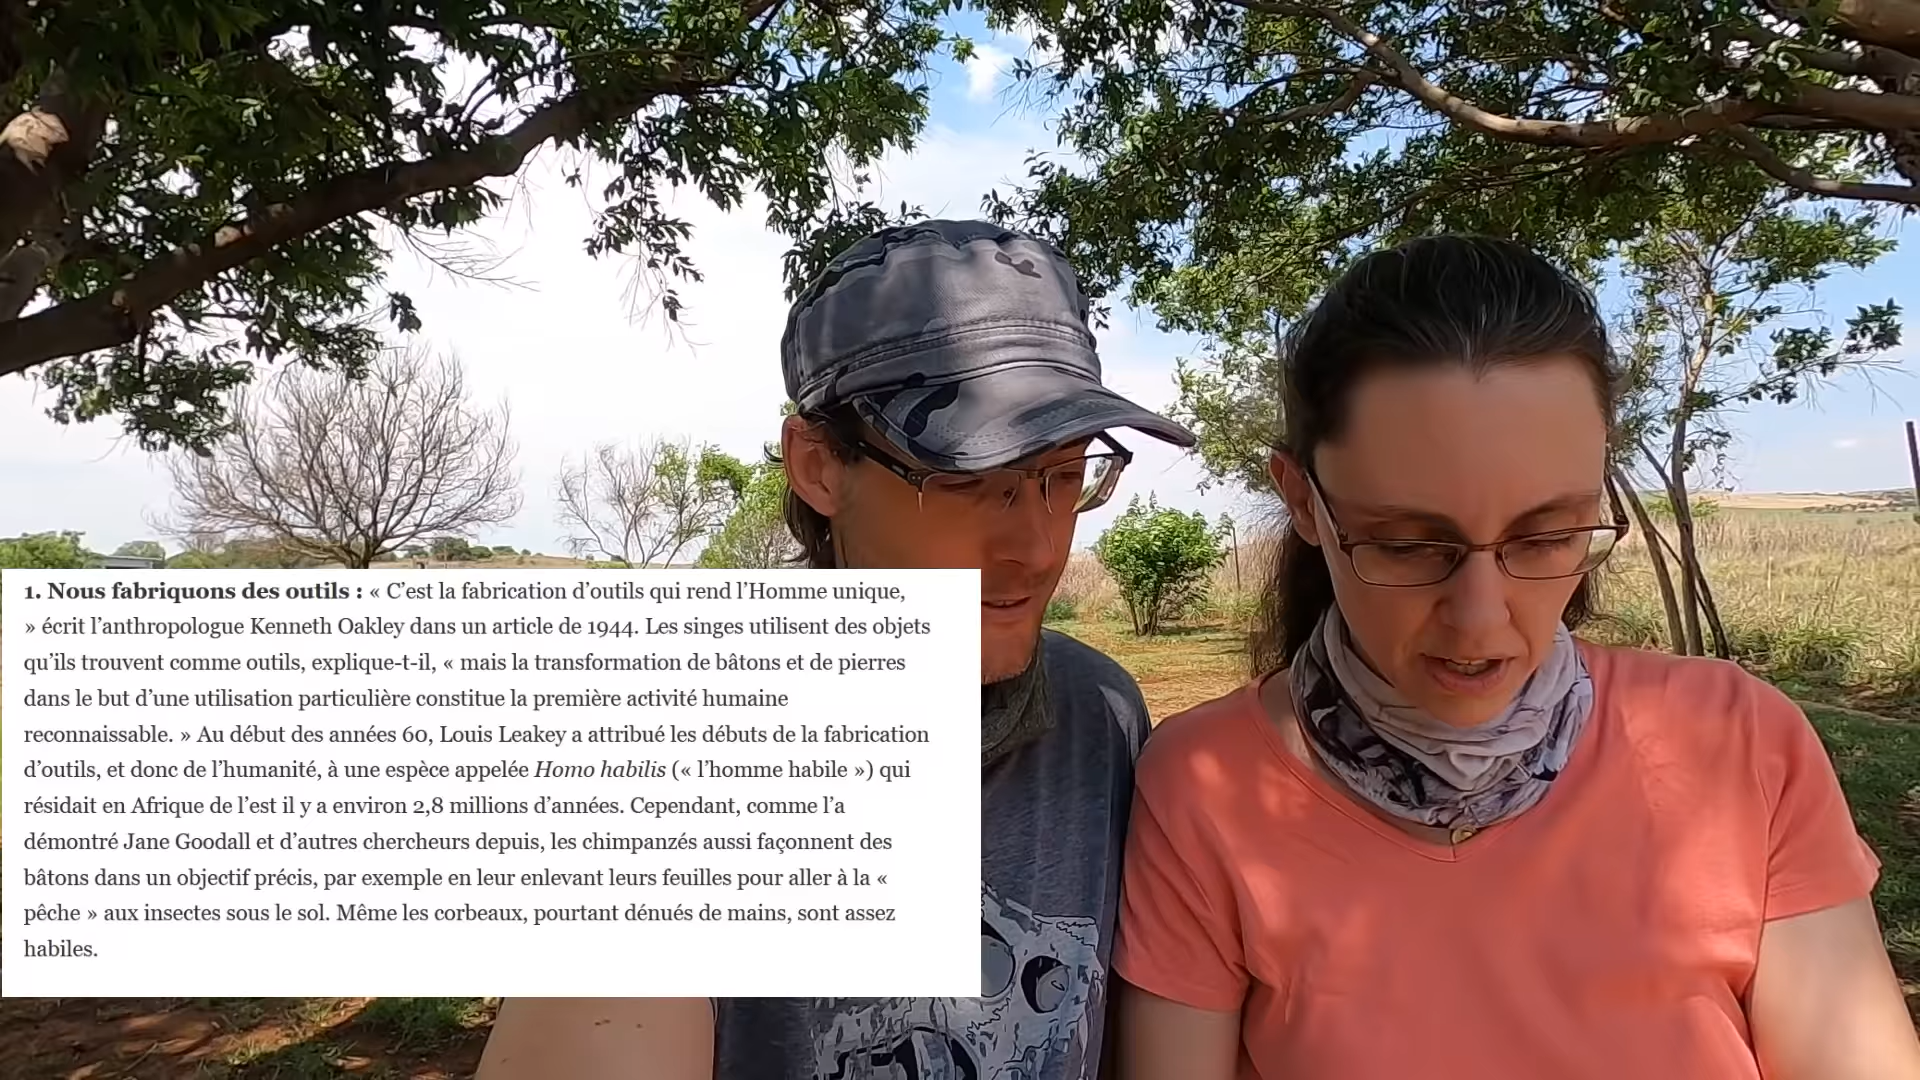 1. Nous fabriquons des outils : « C’est la fabrication d’outils qui rend l’Homme unique,
» écrit l’anthropologue Kenneth Oakley dans un article de 1944. Les singes utilisent des objets
qu’ils trouvent comme outils, explique-t-il, « mais la transformation de bâtons et de pierres
dans le but d’une utilisation particulière constitue la première activité humaine
reconnaissable. » Au début des années 60, Louis Leakey a attribué les débuts de la fabrication
d’outils, et donc de l’humanité, à une espèce appelée Homo habilis (« l’homme habile ») qui
résidait en Afrique de l’est il y a environ 2,8 millions d’années. Cependant, comme l’a
démontré Jane Goodall et d’autres chercheurs depuis, les chimpanzés aussi façonnent des
bâtons dans un objectif précis, par exemple en leur enlevant leurs feuilles pour aller à la «
pêche » aux insectes sous le sol. Même les corbeaux, pourtant dénués de mains, sont assez
habiles.